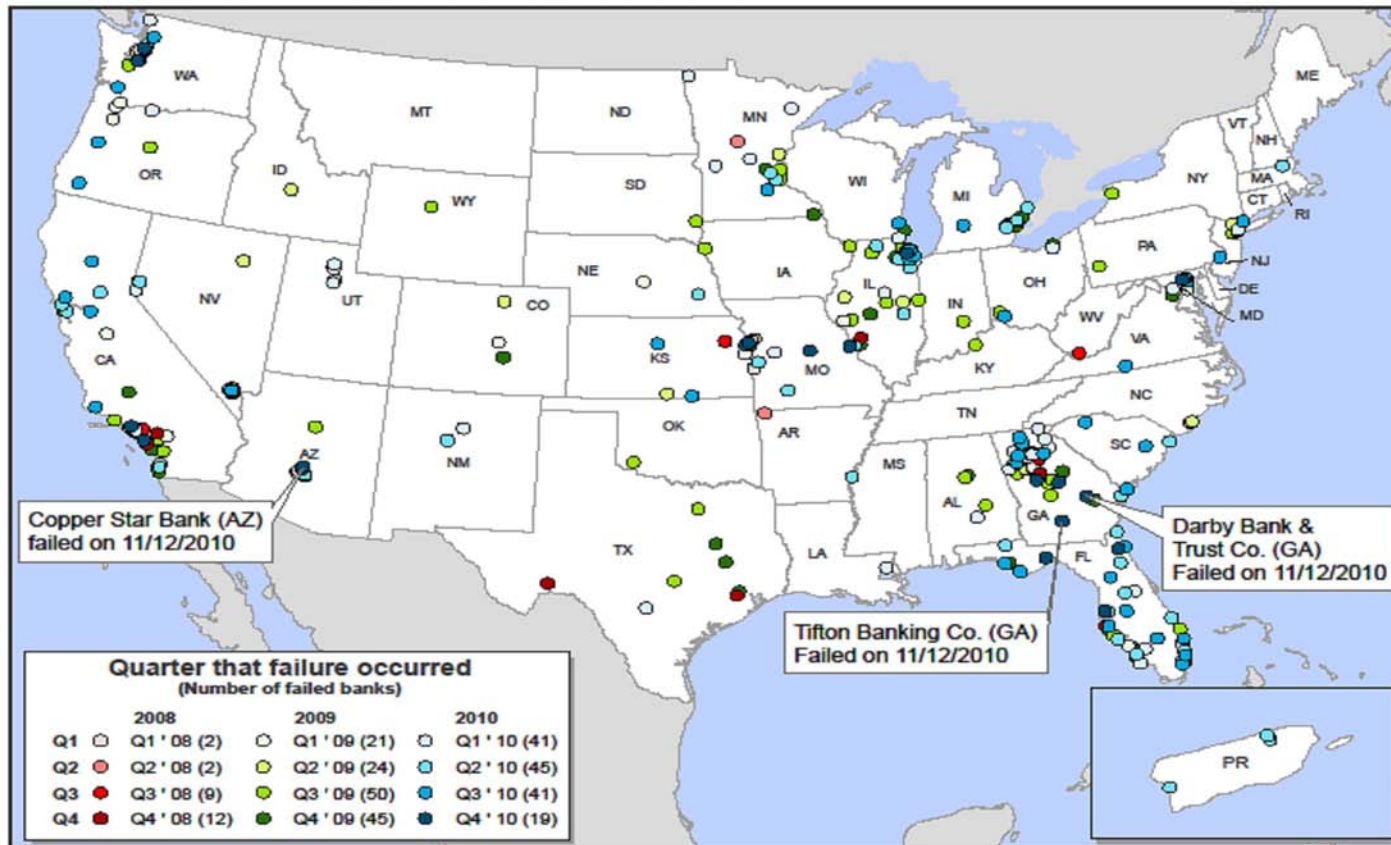 WA
MT
ND
MN
ME
VT
NH
OR
ID
WY
SD
WI
MI
NY
MA
CT
RI
NV
UT
CO
NE
IA
IL
IN
OH
PA
NJ
DE
MD
WV
VA
CA
KS
MO
KY
NC
TN
AZ
NM
OK
AR
SC
MS
AL
GA
TX
LA
FL
Copper Star Bank (AZ)
failed on 11/12/2010
Darby Bank &
Trust Co. (GA)
Failed on 11/12/2010
Tifton Banking Co. (GA)
Failed on 11/12/2010
Quarter that failure occurred
(Number of failed banks)
2008 2009 2010
Q1 Q1 ' 08 (2) Q1 ' 09 (21) Q1 ' 10 (41)
Q2 Q2 ' 08 (2) Q2 ' 09 (24) Q2 ' 10 (45)
Q3 Q3 ' 08 (9) Q3 ' 09 (50) Q3 ' 10 (41)
Q4 Q4 ' 08 (12) Q4 ' 09 (45) Q4 ' 10 (19)
PR